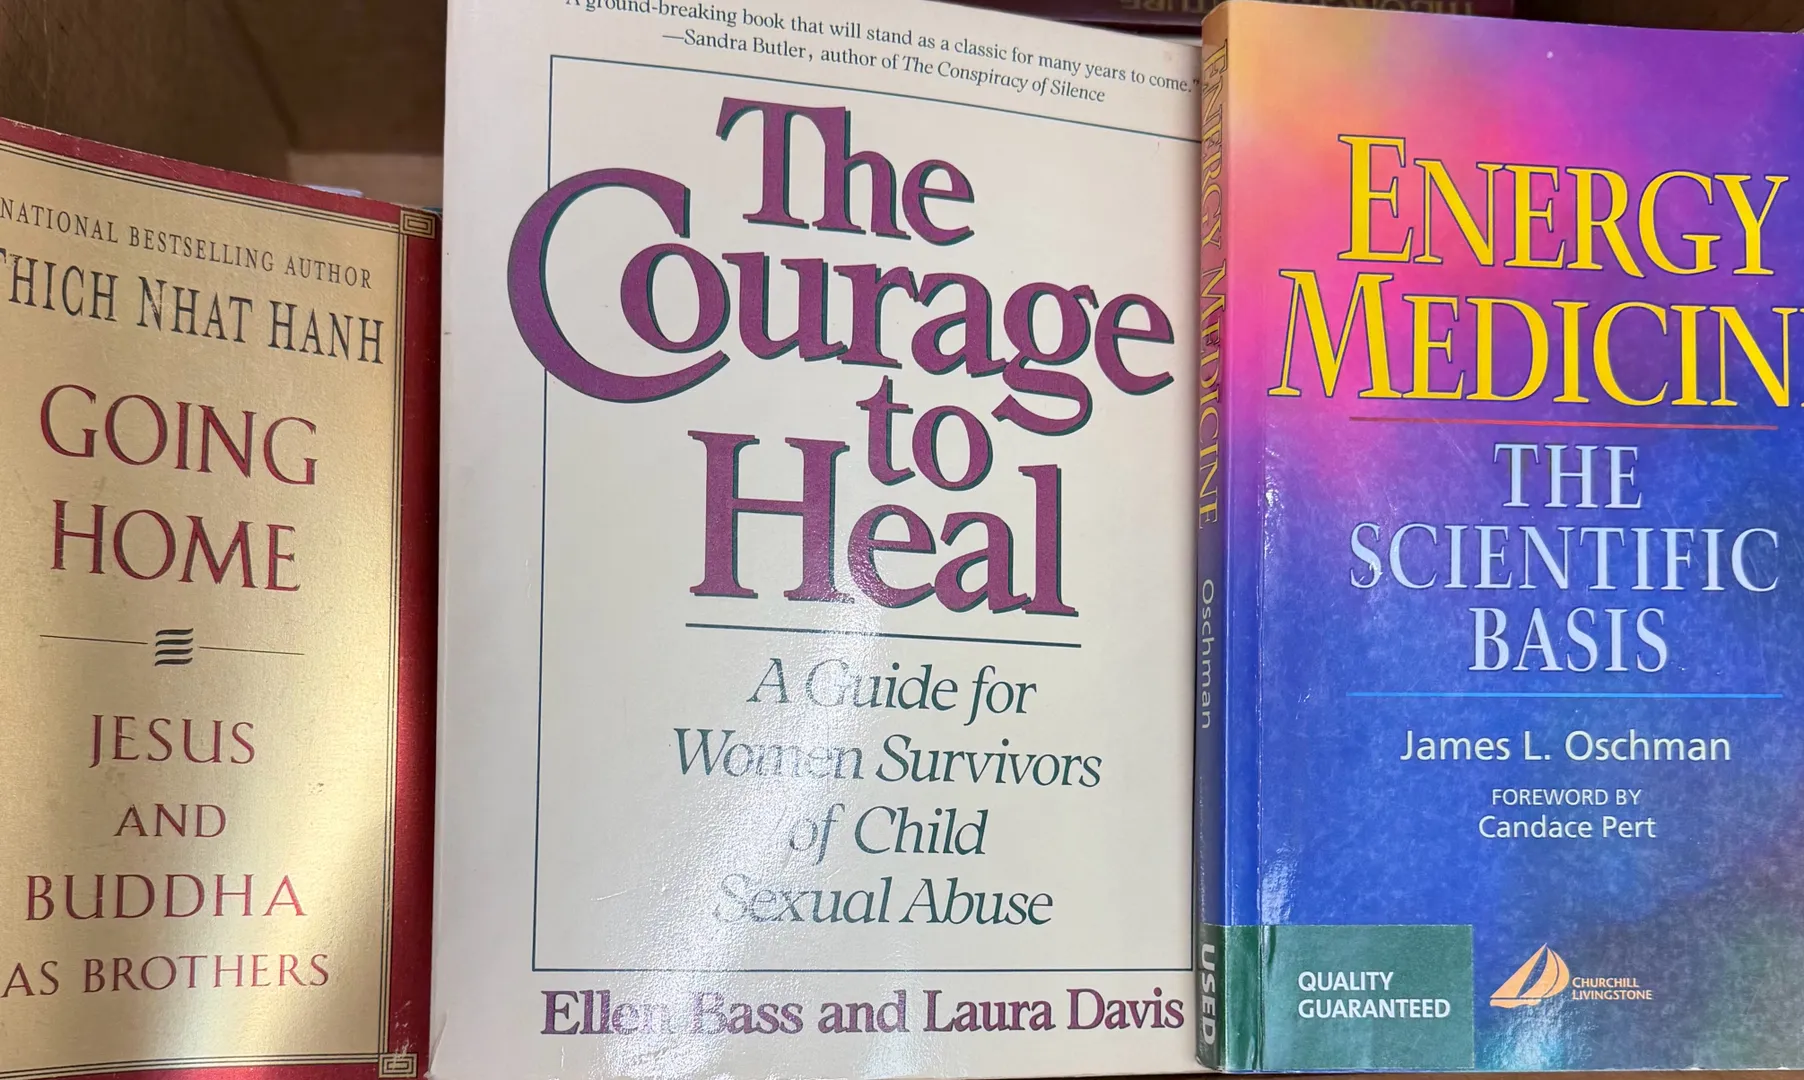 NATIONAL BESTSELLING AUTHOR
THICH NHAT HANH
GOING
HOME
JESUS
AND
BUDDHA
AS BROTHERS
"A ground-breaking book that will stand as a classic for many years to come."
—Sandra Butler, author of The Conspiracy of Silence
The
Courage
to
Heal
A Guide for
Women Survivors
of Child
Sexual Abuse
Ellen Bass and Laura Davis
ENERGY MEDICINE
Oschman
USED
ENERGY
MEDICIN
THE
SCIENTIFIC
BASIS
James L. Oschman
FOREWORD BY
Candace Pert
QUALITY
GUARANTEED
CHURCHILL
LIVINGSTONE